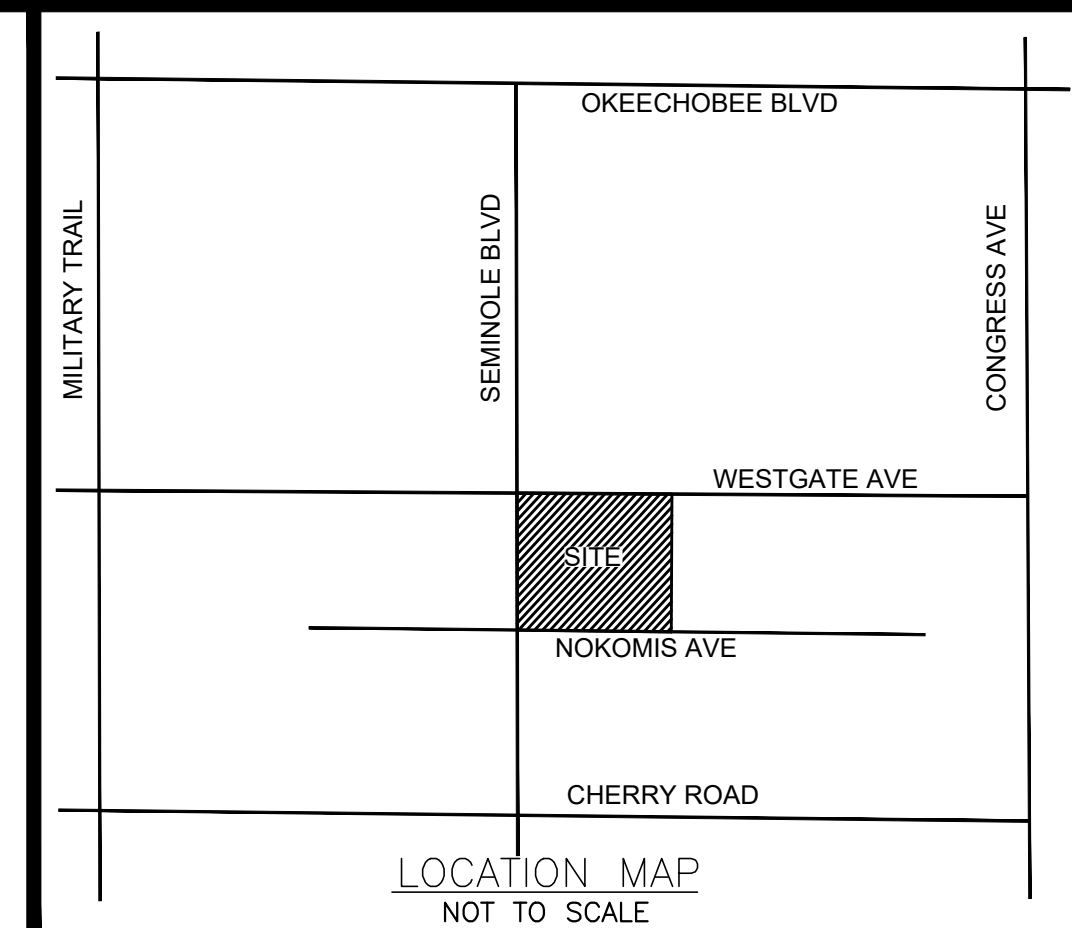 OKEECHOBEE BLVD
MILITARY TRAIL
SEMINOLE BLVD
CONGRESS AVE
WESTGATE AVE
SITE
NOKOMIS AVE
CHERRY ROAD
LOCATION MAP
NOT TO SCALE